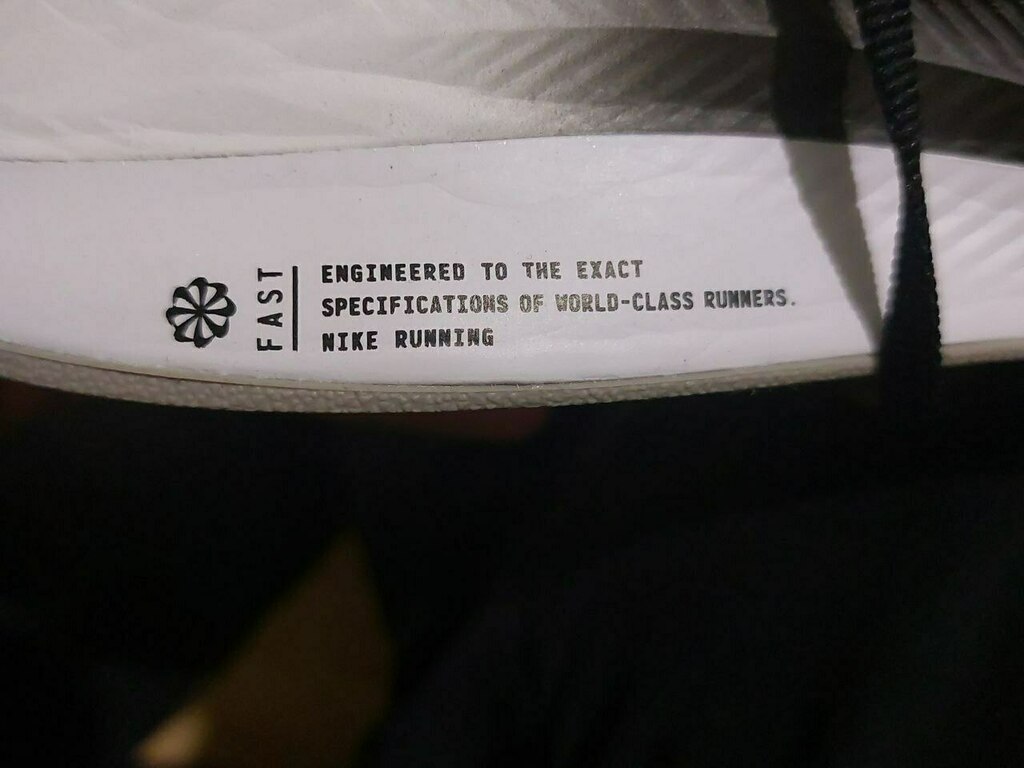 FAST
ENGINEERED TO THE EXACT
SPECIFICATIONS OF WORLD-CLASS RUNNERS.
NIKE RUNNING